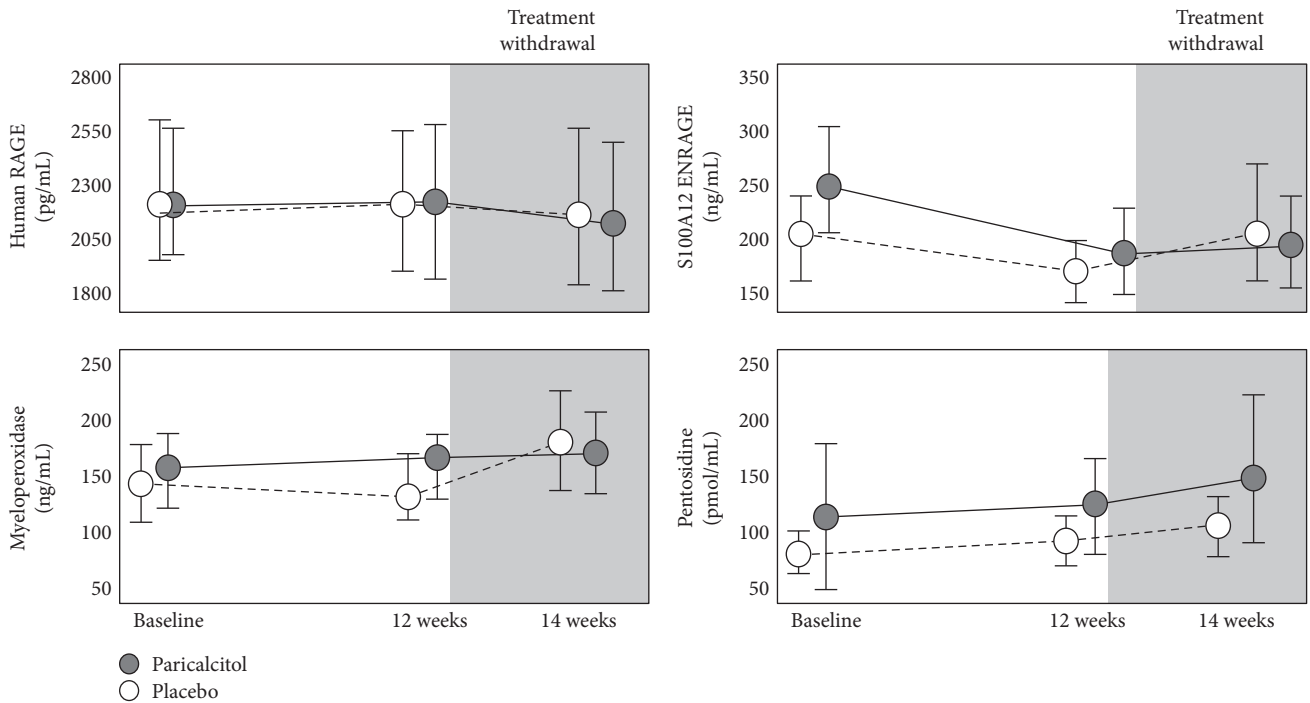 Treatment
withdrawal
Human RAGE
(pg/mL)
2800
2550
2300
2050
1800
Treatment
withdrawal
S100A12 ENRAGE
(ng/mL)
350
300
250
200
150
Myeloperoxidase
(ng/mL)
250
200
150
100
50
Baseline
12 weeks
14 weeks
Pentosidine
(pmol/mL)
250
200
150
100
50
Baseline
12 weeks
14 weeks
Paricalcitol
Placebo